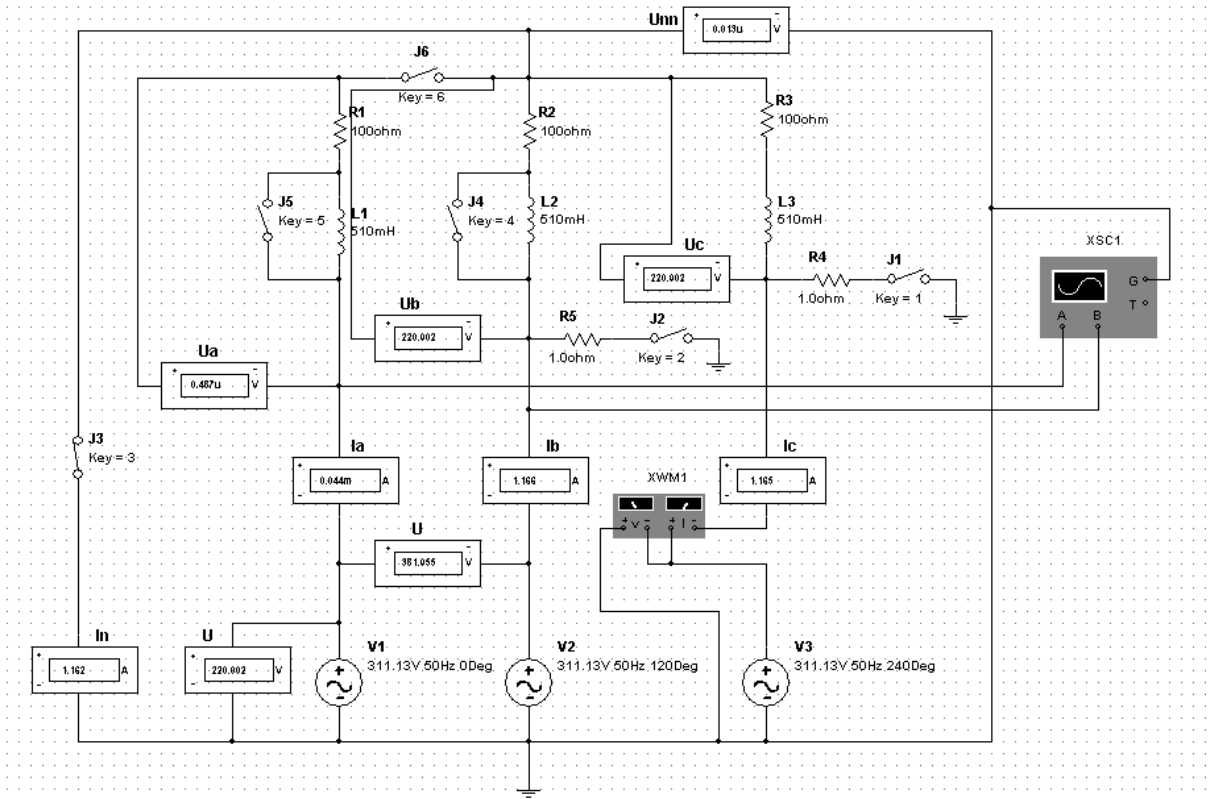 Unn
0.013u V
J6
Key = 6
R1
100ohm
R2
100ohm
R3
100ohm
J5
Key = 5
L1
510mH
J4
Key = 4
L2
510mH
L3
510mH
Uc
220.002 V
R4
1.0ohm
J1
Key = 1
XSC1
G
T
A B
Ub
220.002 V
R5
1.0ohm
J2
Key = 2
Ua
0.487u V
J3
Key = 3
Ia
0.044m A
Ib
1.166 A
XWM1
V I
Ic
1.165 A
U
381.055 V
In
1.162 A
U
220.002 V
V1
311.13V 50Hz 0Deg
V2
311.13V 50Hz 120Deg
V3
311.13V 50Hz 240Deg